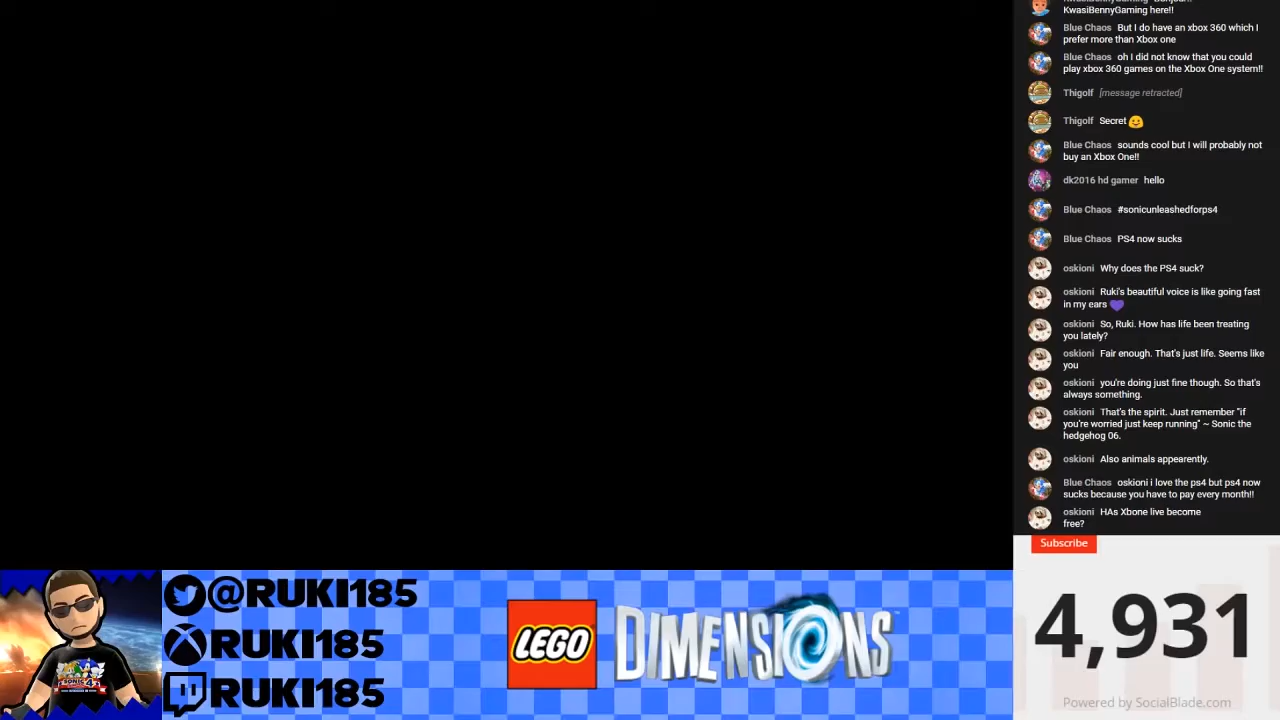 KwasiBennyGaming here!!
Blue Chaos But I do have an xbox 360 which I
prefer more than Xbox one
Blue Chaos oh I did not know that you could
play xbox 360 games on the Xbox One system!!
Thigolf [message retracted]
Thigolf Secret
Blue Chaos sounds cool but I will probably not
buy an Xbox One!!
dk2016 hd gamer hello
Blue Chaos #sonicunleashedforps4
Blue Chaos PS4 now sucks
oskioni Why does the PS4 suck?
oskioni Ruki's beautiful voice is like going fast
in my ears
oskioni So, Ruki. How has life been treating
you lately?
oskioni Fair enough. That's just life. Seems like
you
oskioni you're doing just fine though. So that's
always something.
oskioni That's the spirit. Just remember "if
you're worried just keep running" ~ Sonic the
hedgehog 06.
oskioni Also animals appearently.
Blue Chaos oskioni i love the ps4 but ps4 now
sucks because you have to pay every month!!
oskioni HAs Xbone live become
free?
Subscribe
4,931
Powered by SocialBlade.com
@RUKI185
RUKI185
RUKI185
LEGO DIMENSIONS™